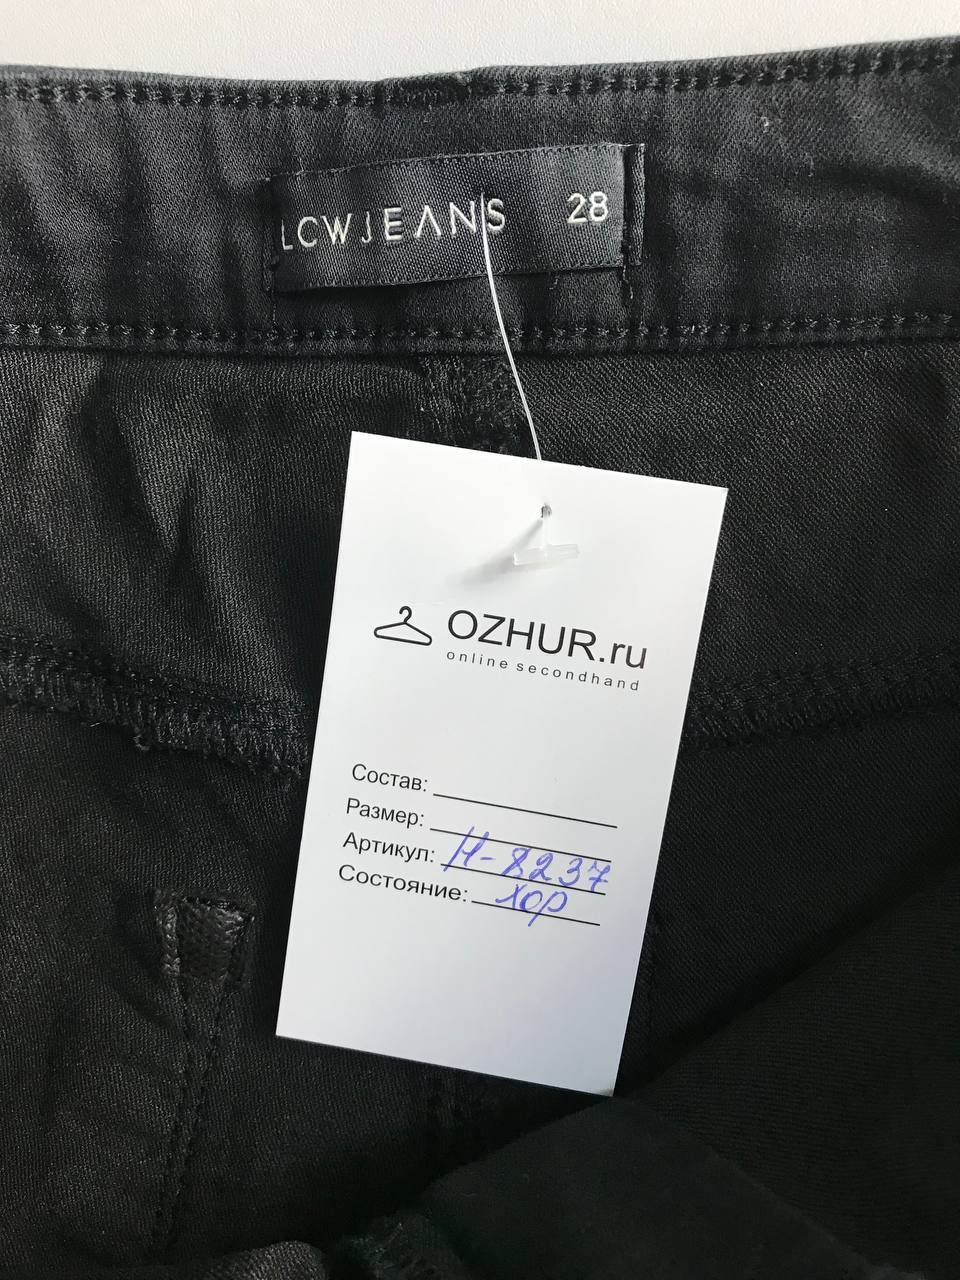 LCWJEANS 28
OZHUR.ru
online secondhand
Состав:
Размер:
Артикул: Н-8237
Состояние: хор